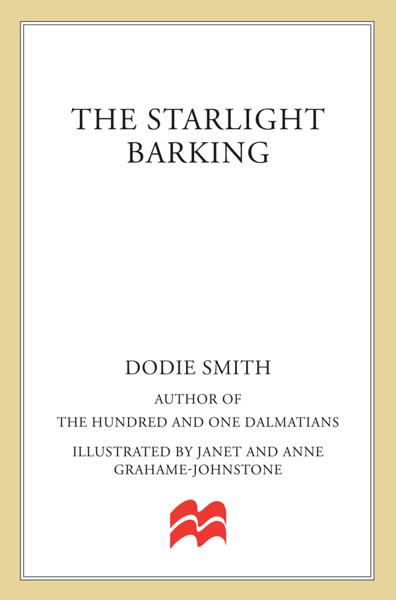 THE STARLIGHT
BARKING
DODIE SMITH
AUTHOR OF
THE HUNDRED AND ONE DALMATIANS
ILLUSTRATED BY JANET AND ANNE
GRAHAME-JOHNSTONE